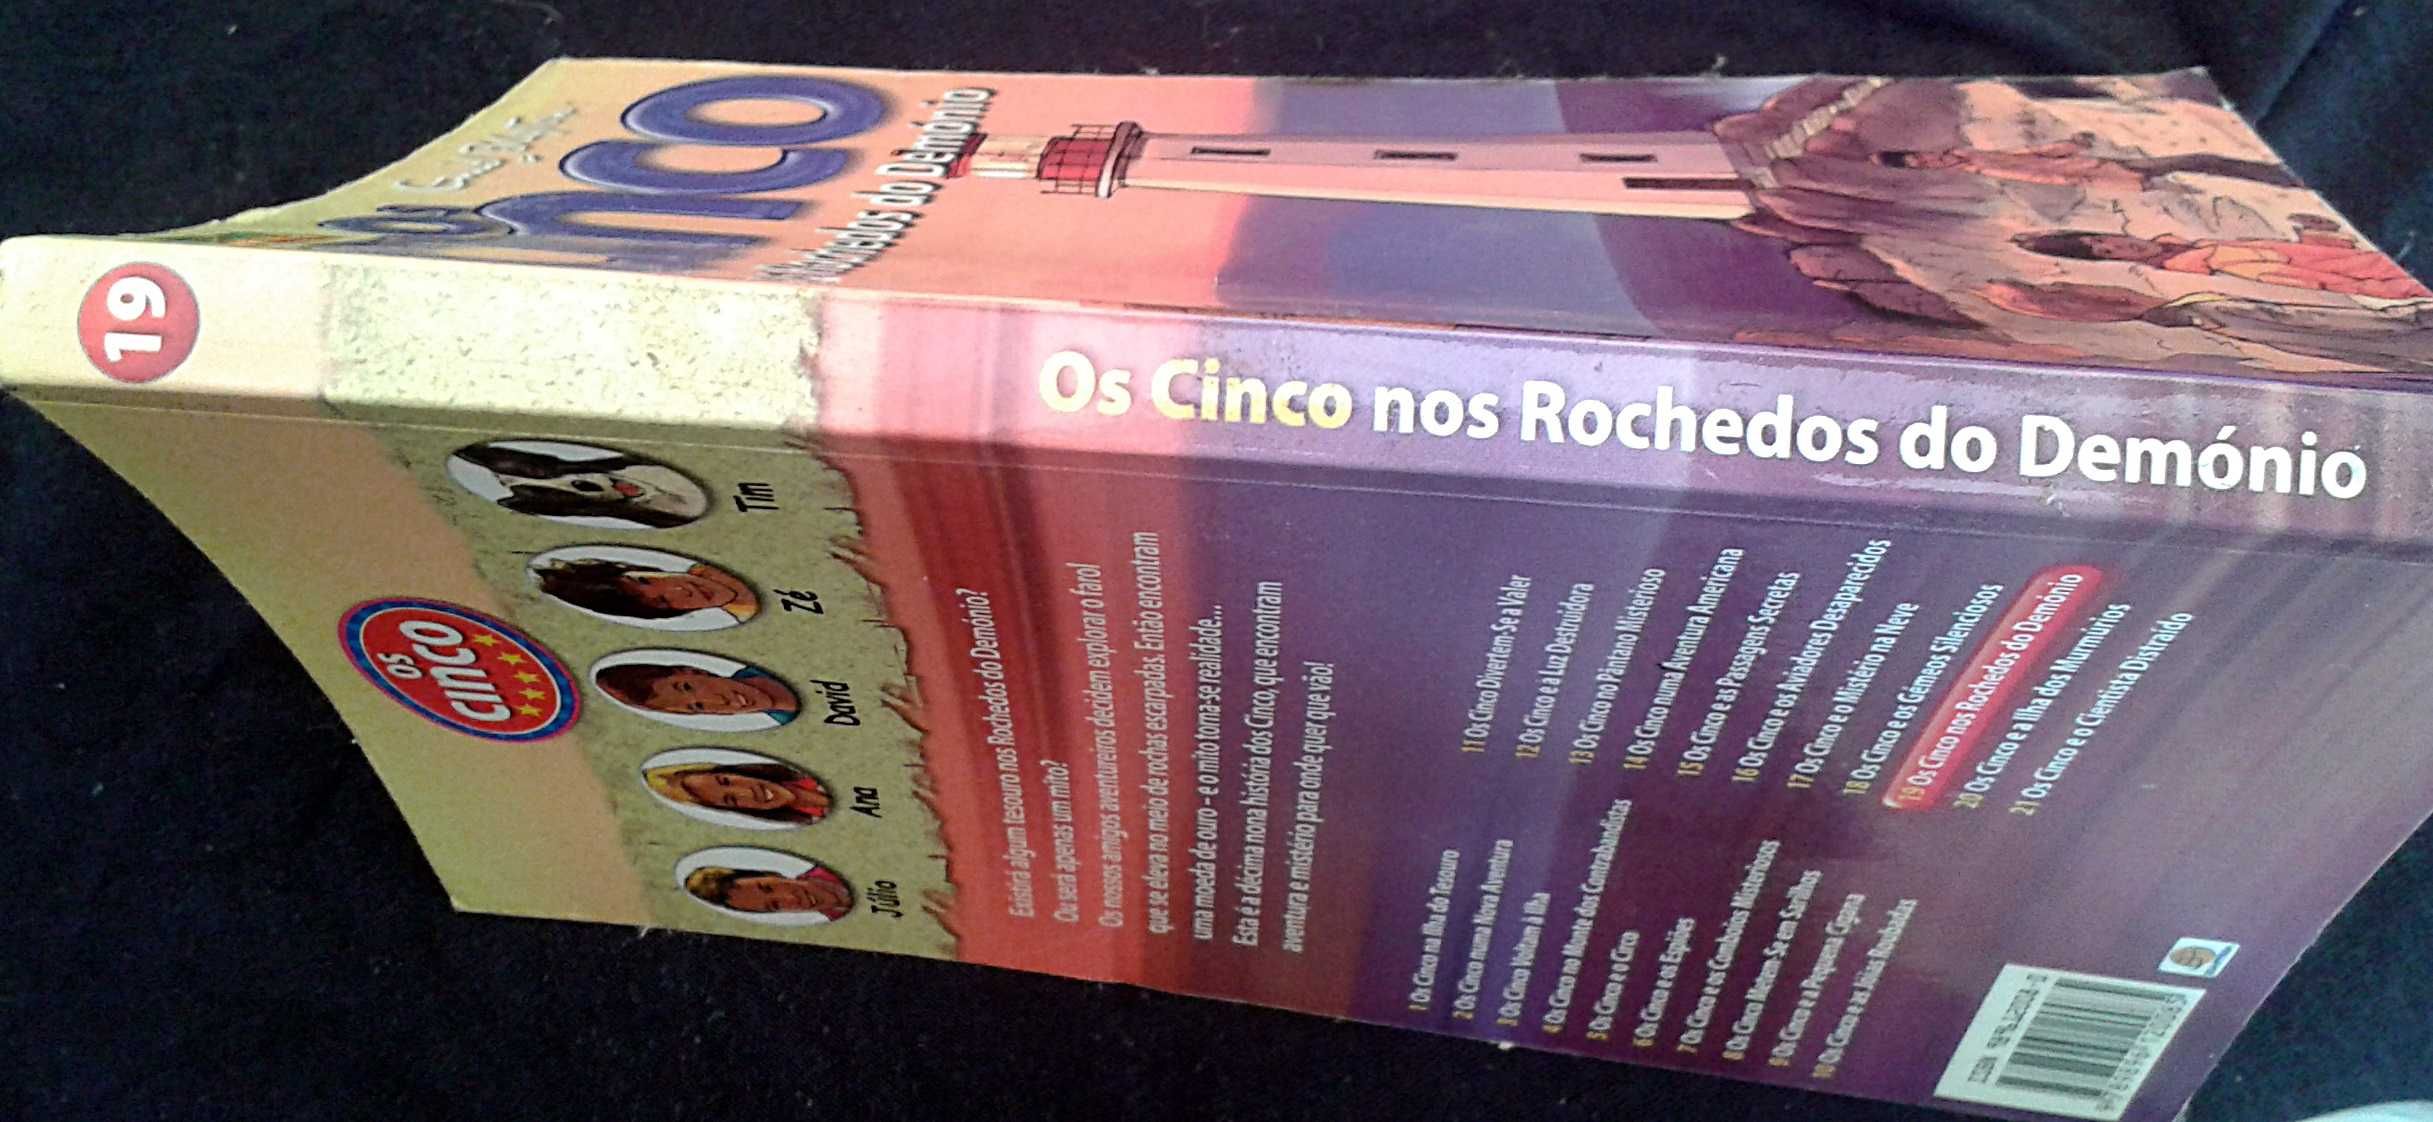 Enid Blyton
Os
inco
Rochedos do Demónio
19
Os Cinco nos Rochedos do Demónio
OS
CINCO
Júlio
Ana
David
Zé
Tim
Existirá algum tesouro nos Rochedos do Demónio?
Ou será apenas um mito?
Os nossos amigos aventureiros decidem explorar o farol
que se eleva no meio de rochas escarpadas. Então encontram
uma moeda de ouro - e o mito torna-se realidade...
Esta é a décima nona história dos Cinco, que encontram
aventura e mistério para onde quer que vão!
1 Os Cinco na Ilha do Tesouro
2 Os Cinco numa Nova Aventura
3 Os Cinco Voltam à Ilha
4 Os Cinco no Monte dos Contrabandistas
5 Os Cinco e o Circo
6 Os Cinco e os Espiões
7 Os Cinco e os Comboios Misteriosos
8 Os Cinco Metem-Se em Sarilhos
9 Os Cinco e a Pequena Cigana
10 Os Cinco e as Jóias Roubadas
11 Os Cinco Divertem-Se a Valer
12 Os Cinco e a Luz Destruidora
13 Os Cinco no Pântano Misterioso
14 Os Cinco numa Aventura Americana
15 Os Cinco e as Passagens Secretas
16 Os Cinco e os Aviadores Desaparecidos
17 Os Cinco e o Mistério na Neve
18 Os Cinco e os Gémeos Silenciosos
19 Os Cinco nos Rochedos do Demónio
20 Os Cinco e a Ilha dos Murmúrios
21 Os Cinco e o Cientista Distraído